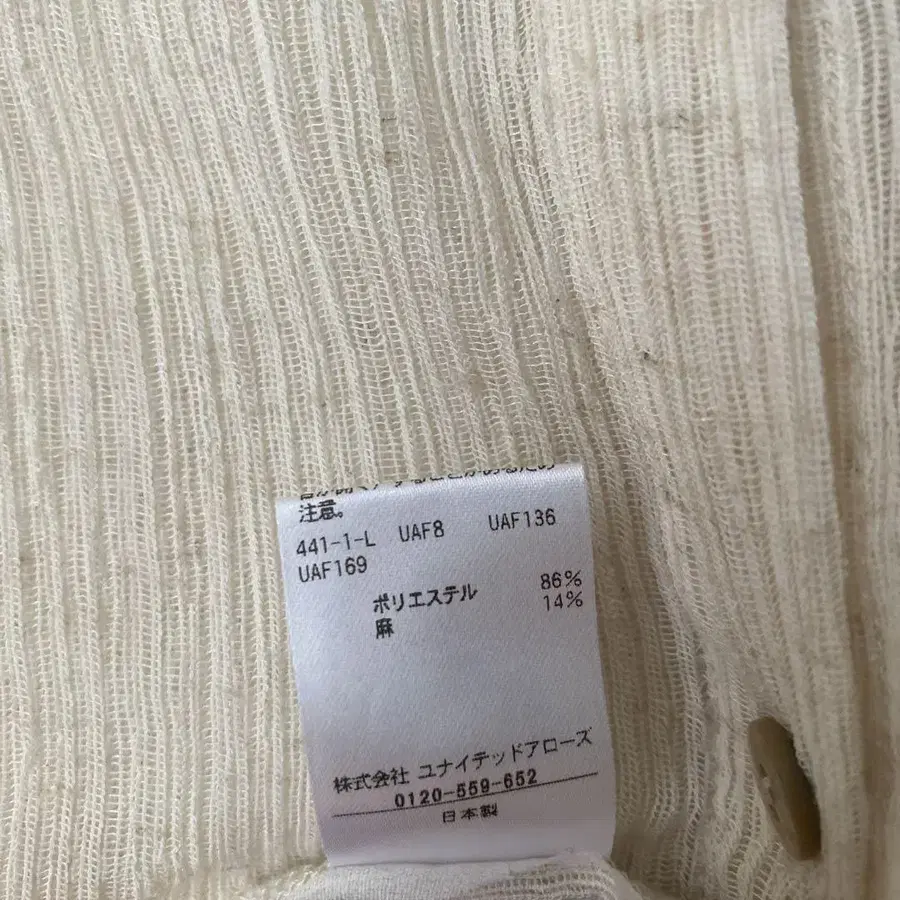 注意。
441-1-L UAF8 UAF136
UAF169
ポリエステル 86%
麻 14%
株式会社 ユナイテッドアローズ
0120-559-652
日本製